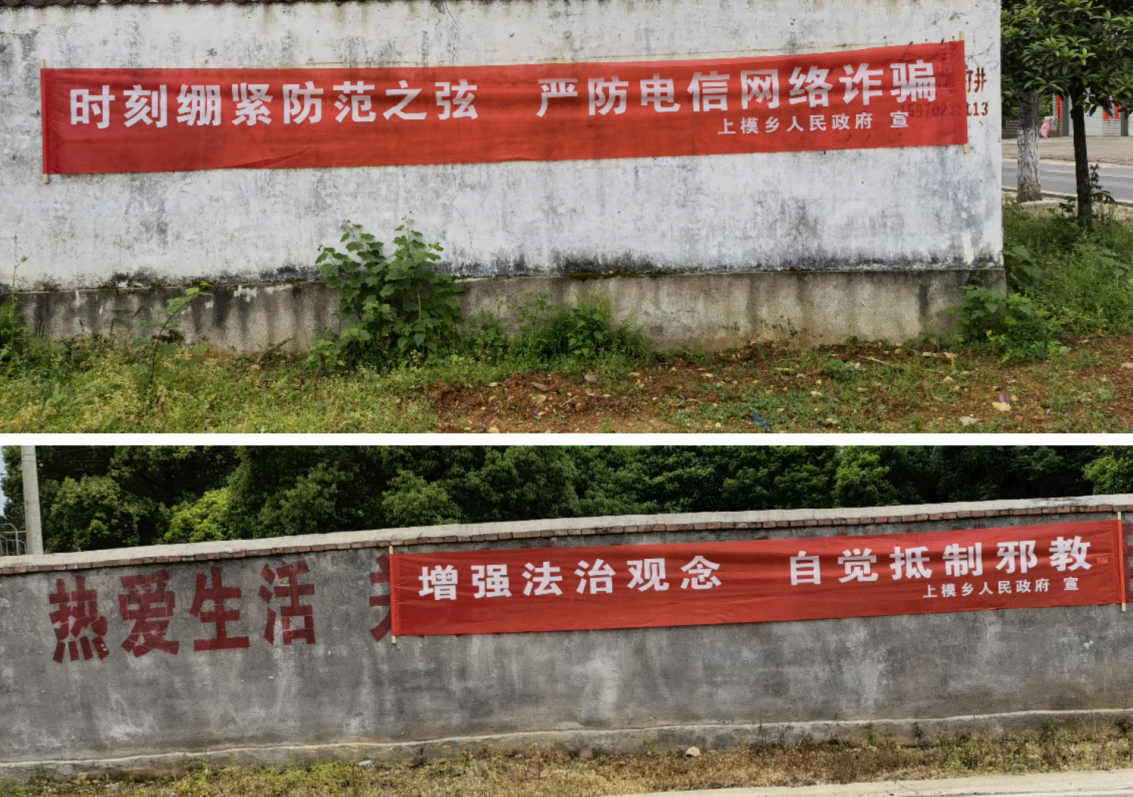 时刻绷紧防范之弦 严防电信网络诈骗
上模乡人民政府 宣
热爱生活
增强法治观念 自觉抵制邪教
上模乡人民政府 宣